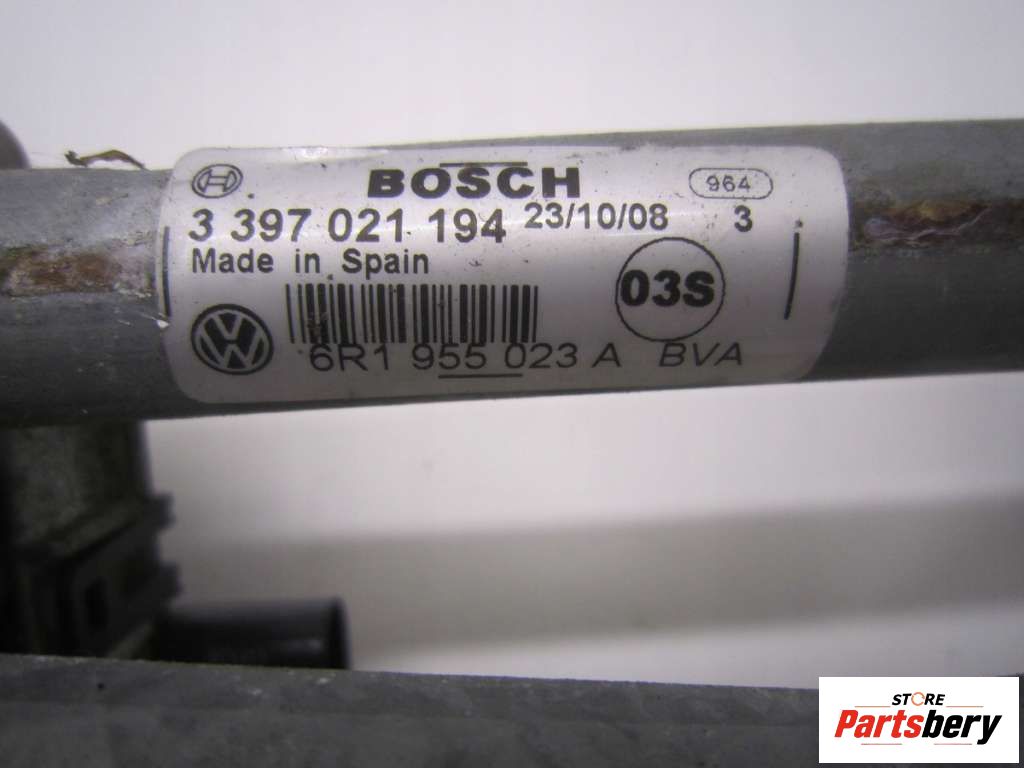 BOSCH 964
3 397 021 194 23/10/08 3
Made in Spain
03S
6R1 955 023 A BVA
STORE
Partsbery